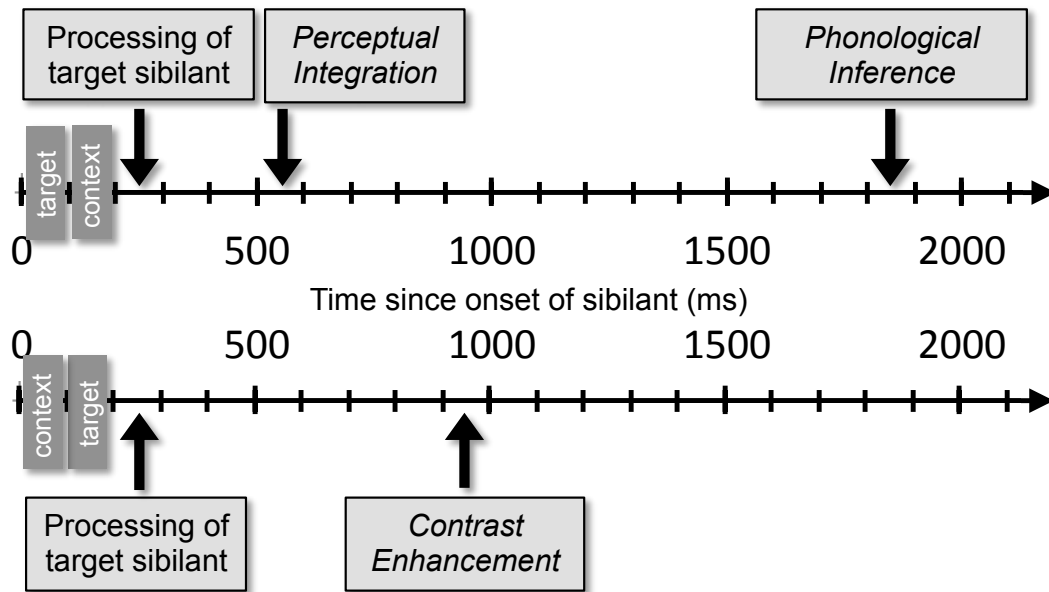 Processing of
target sibilant
Perceptual
Integration
Phonological
Inference
target
context
0 500 1000 1500 2000
Time since onset of sibilant (ms)
0 500 1000 1500 2000
context
target
Processing of
target sibilant
Contrast
Enhancement